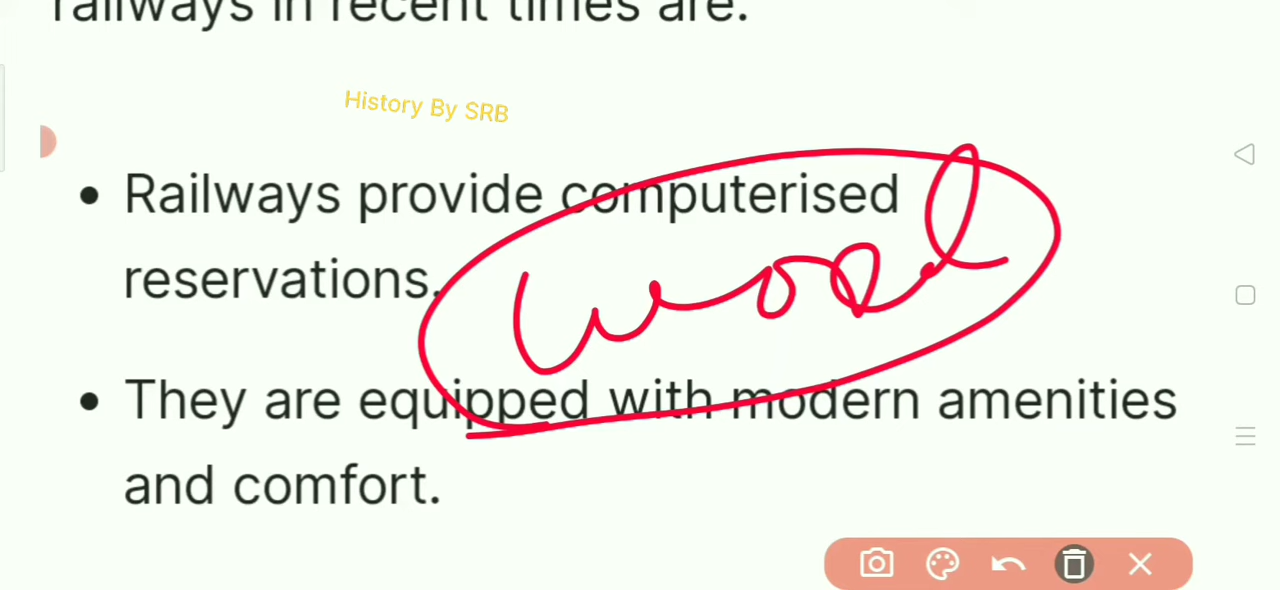 railways in recent times are:
History By SRB
• Railways provide computerised
reservations.
• They are equipped with modern amenities
and comfort.